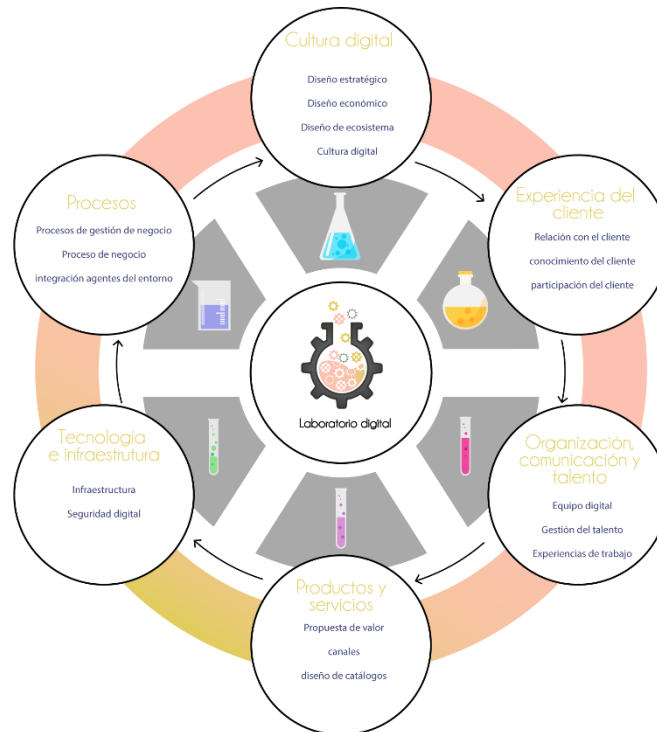 Cultura digital
Diseño estratégico
Diseño económico
Diseño de ecosistema
Cultura digital
Experiencia del
cliente
Relación con el cliente
conocimiento del cliente
participación del cliente
Organización,
comunicación y
talento
Equipo digital
Gestión del talento
Experiencias de trabajo
Productos y
servicios
Propuesta de valor
canales
diseño de catálogos
Tecnología
e infraestrutura
Infraestructura
Seguridad digital
Procesos
Procesos de gestión de negocio
Proceso de negocio
integración agentes del entorno
Laboratorio digital